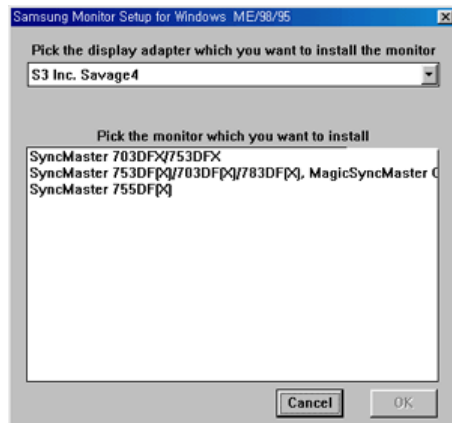 Samsung Monitor Setup for Windows ME/98/95
Pick the display adapter which you want to install the monitor
S3 Inc. Savage4
Pick the monitor which you want to install
SyncMaster 703DFX/753DFX
SyncMaster 753DF[X]/703DF[X]/783DF[X], MagicSyncMaster
SyncMaster 755DF[X]
Cancel
OK